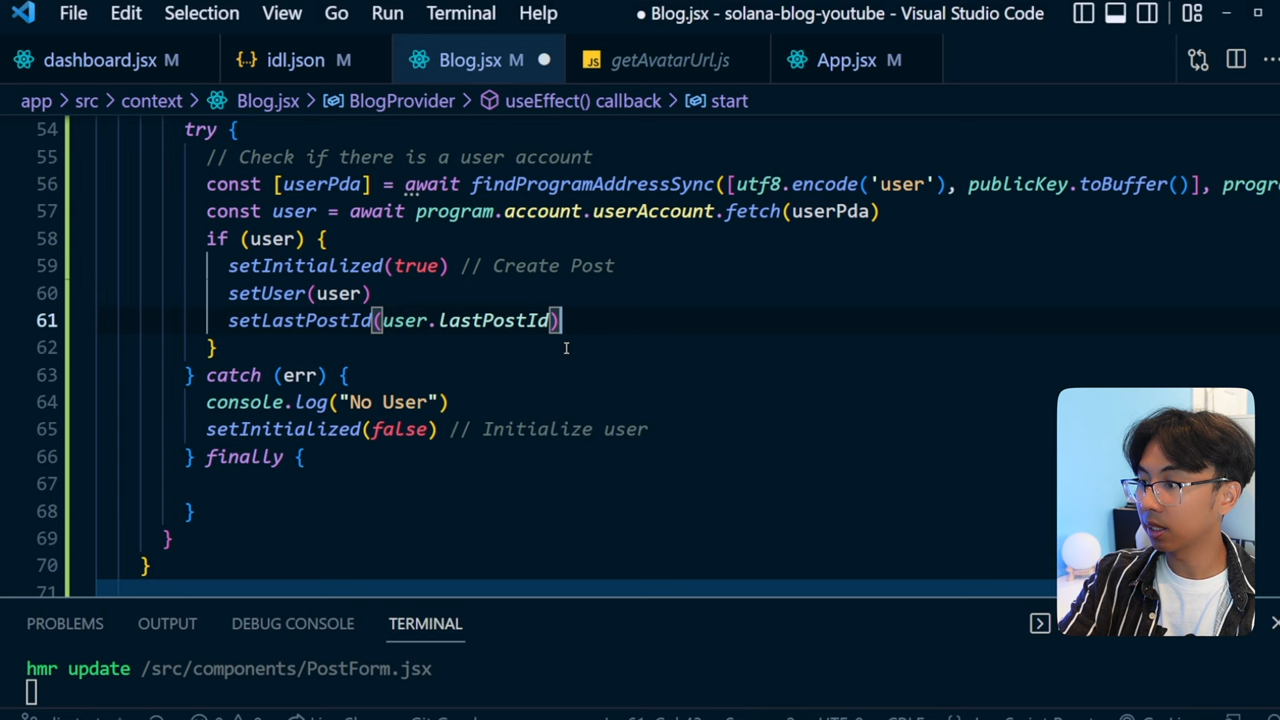 File Edit Selection View Go Run Terminal Help ● Blog.jsx - solana-blog-youtube - Visual Studio Code
dashboard.jsx M {..} idl.json M Blog.jsx M ● JS getAvatarUrl.js App.jsx M
app > src > context > Blog.jsx > BlogProvider > useEffect() callback > start
54 try {
55 // Check if there is a user account
56 const [userPda] = await findProgramAddressSync([utf8.encode('user'), publicKey.toBuffer()], progr
57 const user = await program.account.userAccount.fetch(userPda)
58 if (user) {
59 setInitialized(true) // Create Post
60 setUser(user)
61 setLastPostId(user.lastPostId)
62 }
63 } catch (err) {
64 console.log("No User")
65 setInitialized(false) // Initialize user
66 } finally {
67
68 }
69 }
70 }
71
PROBLEMS OUTPUT DEBUG CONSOLE TERMINAL
hmr update /src/components/PostForm.jsx